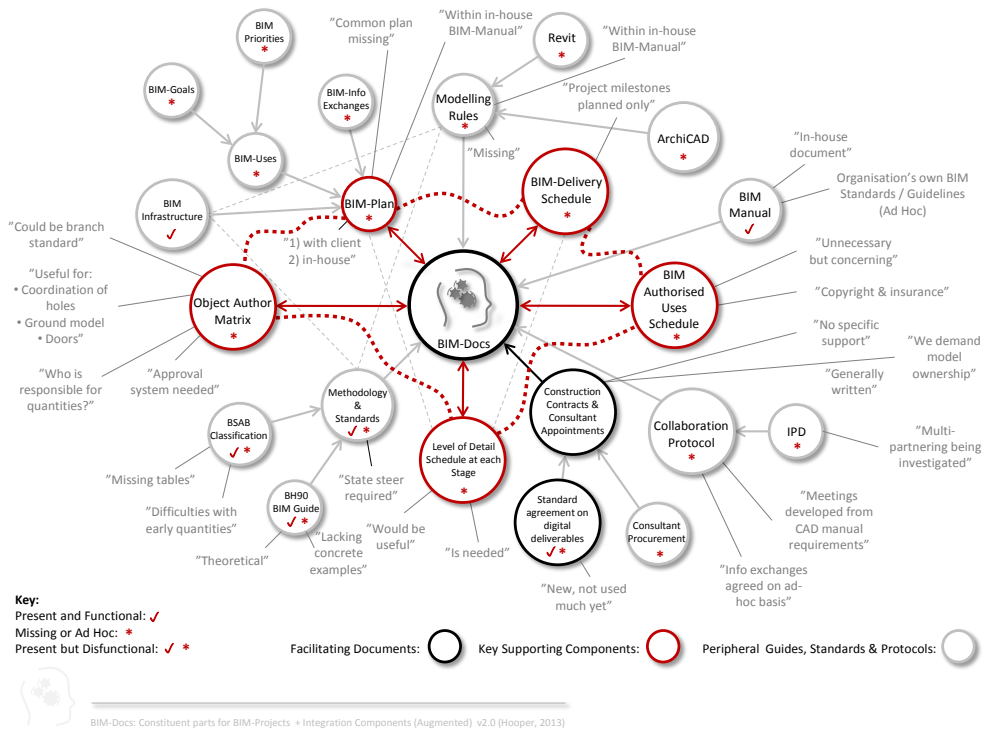 BIM
Priorities
*
BIM-Goals
*
BIM-Uses
*
BIM-Info
Exchanges
*
"Common plan
missing"
"Within in-house
BIM-Manual"
Modelling
Rules
*
Revit
*
"Within in-house
BIM-Manual"
"Project milestones
planned only"
ArchiCAD
*
"Missing"
"In-house
document"
Organisation's own BIM
Standards / Guidelines
(Ad Hoc)
BIM
Manual
✓
BIM
Infrastructure
✓
BIM-Plan
*
"1) with client
2) in-house"
BIM-Delivery
Schedule
*
"Could be branch
standard"
"Useful for:
• Coordination of
holes
• Ground model
• Doors"
Object Author
Matrix
*
BIM-Docs
BIM
Authorised
Uses
Schedule
*
"Unnecessary
but concerning"
"Copyright & insurance"
"No specific
support"
"We demand
model
ownership"
"Generally
written"
"Who is
responsible for
quantities?"
"Approval
system needed"
Methodology
&
Standards
✓ *
BSAB
Classification
✓ *
BH90
BIM Guide
✓ *
"Missing tables"
"Difficulties with
early quantities"
"Theoretical"
"Lacking
concrete
examples"
"State steer
required"
Level of Detail
Schedule at each
Stage
*
"Would be
useful"
"Is needed"
Construction
Contracts &
Consultant
Appointments
Standard
agreement on
digital
deliverables
✓ *
"New, not used
much yet"
Consultant
Procurement
*
Collaboration
Protocol
*
IPD
*
"Multi-
partnering being
investigated"
"Meetings
developed from
CAD manual
requirements"
"Info exchanges
agreed on ad-
hoc basis"
Key:
Present and Functional: ✓
Missing or Ad Hoc: *
Present but Disfunctional: ✓ *
Facilitating Documents:
Key Supporting Components:
Peripheral Guides, Standards & Protocols:
BIM-Docs: Constituent parts for BIM-Projects + Integration Components (Augmented) v2.0 (Hooper, 2013)